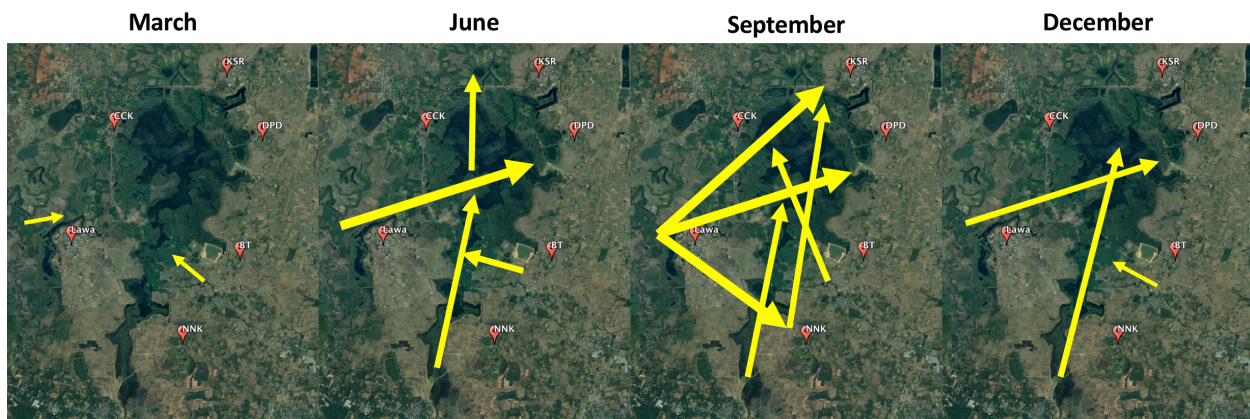 March
June
September
December
KSR
CCK
DPD
Lawa
BT
NNK
KSR
CCK
DPD
Lawa
BT
NNK
KSR
CCK
DPD
Lawa
BT
NNK
KSR
CCK
DPD
Lawa
BT
NNK